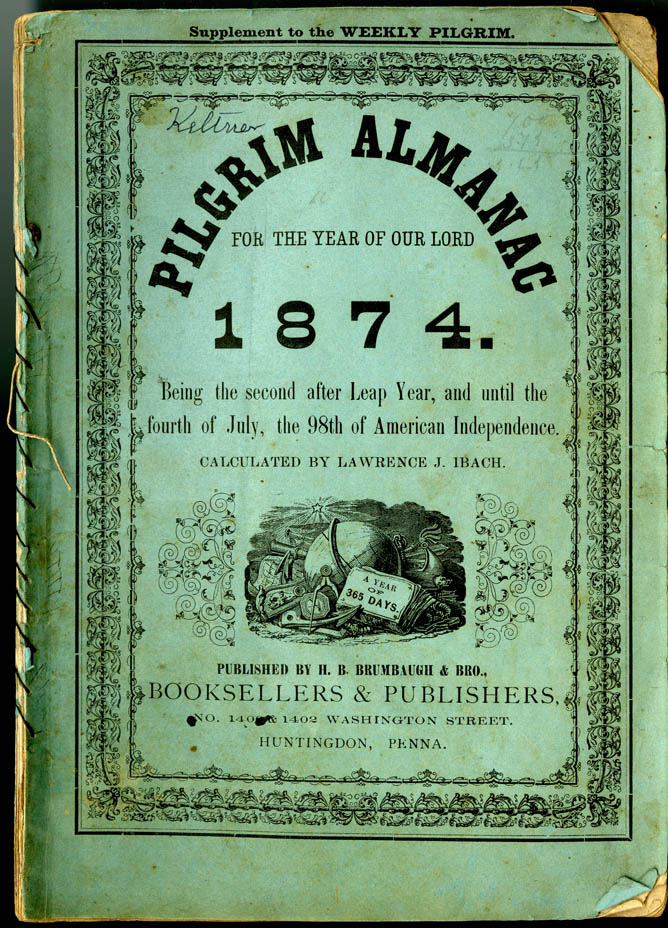 Supplement to the WEEKLY PILGRIM.
Keltner
PILGRIM ALMANAC
FOR THE YEAR OF OUR LORD
1874.
Being the second after Leap Year, and until the
fourth of July, the 98th of American Independence.
CALCULATED BY LAWRENCE J. IBACH.
A YEAR
OF
365 DAYS.
PUBLISHED BY H. B. BRUMBAUGH & BRO.,
BOOKSELLERS & PUBLISHERS,
NO. & 1402 WASHINGTON STREET.
HUNTINGDON, PENNA.